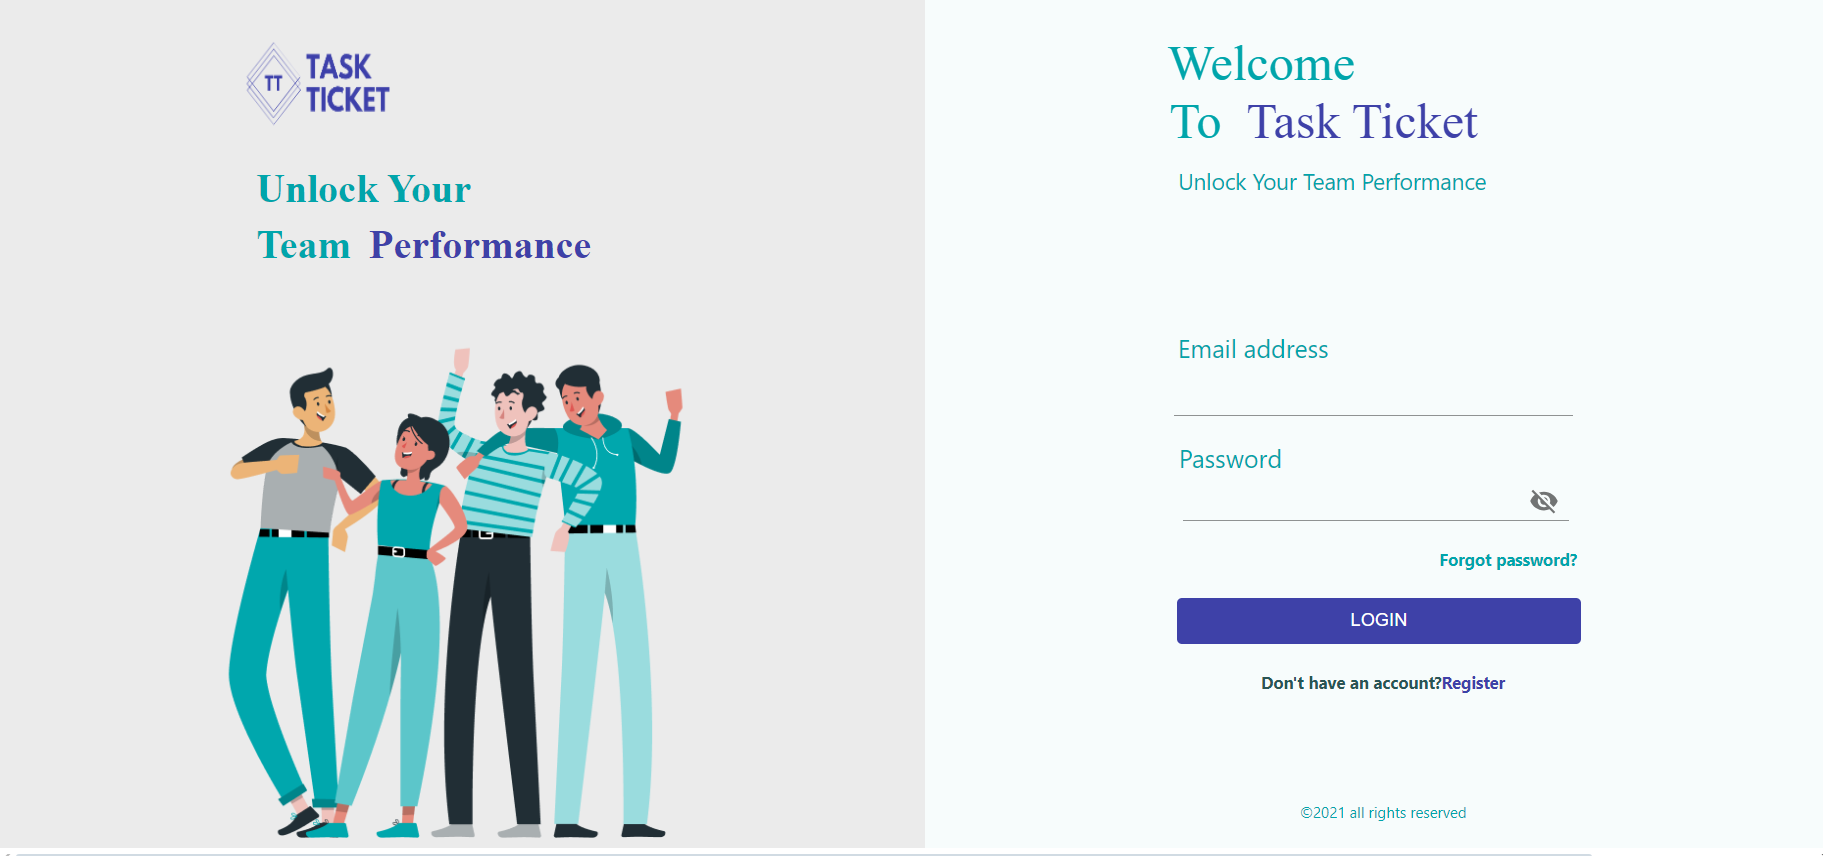 TT
TASK
TICKET
Unlock Your
Team Performance
Welcome
To Task Ticket
Unlock Your Team Performance
Email address
Password
Forgot password?
LOGIN
Don't have an account?Register
©2021 all rights reserved